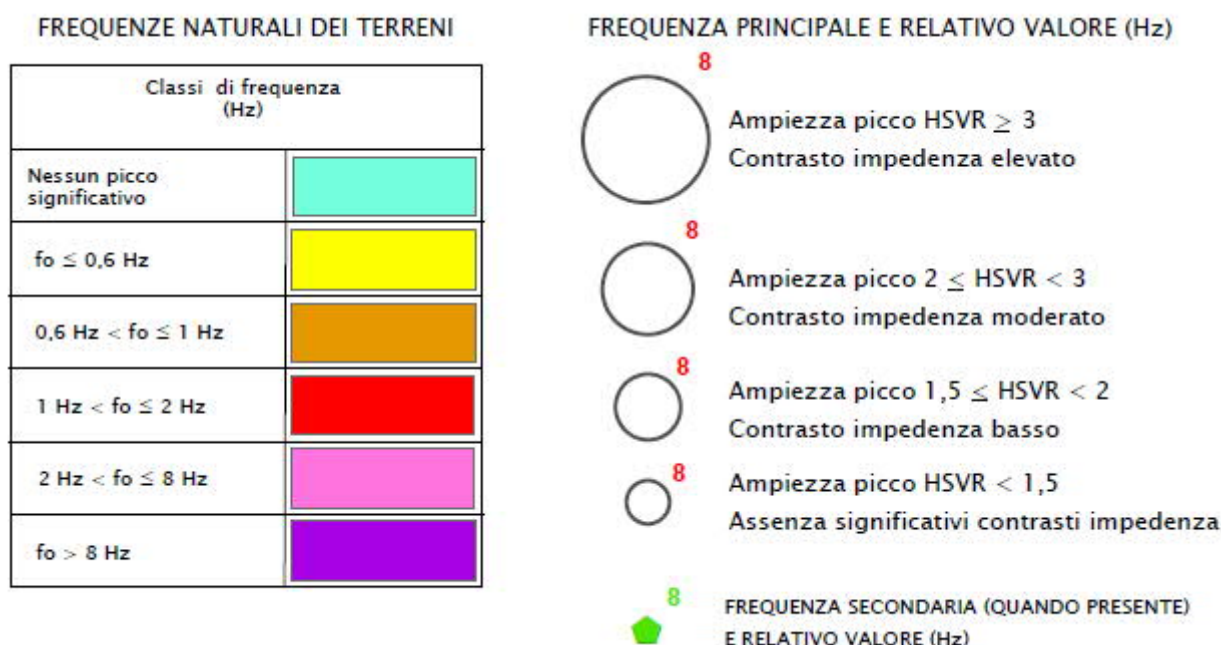 FREQUENZE NATURALI DEI TERRENI
Classi di frequenza
(Hz)
Nessun picco
significativo
fo ≤ 0,6 Hz
0,6 Hz < fo ≤ 1 Hz
1 Hz < fo ≤ 2 Hz
2 Hz < fo ≤ 8 Hz
fo > 8 Hz
FREQUENZA PRINCIPALE E RELATIVO VALORE (Hz)
8
Ampiezza picco HSVR ≥ 3
Contrasto impedenza elevato
8
Ampiezza picco 2 ≤ HSVR < 3
Contrasto impedenza moderato
8
Ampiezza picco 1,5 ≤ HSVR < 2
Contrasto impedenza basso
8
Ampiezza picco HSVR < 1,5
Assenza significativi contrasti impedenza
8
FREQUENZA SECONDARIA (QUANDO PRESENTE)
E RELATIVO VALORE (Hz)